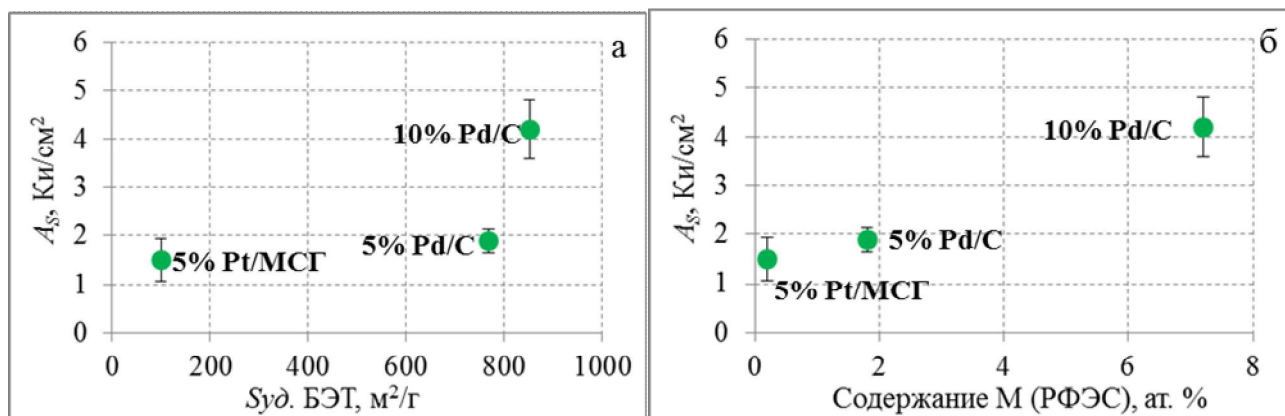 а
6
5
4
3
2
1
0
A_S, Ки/см²
10% Pd/C
5% Pd/C
5% Pt/МСГ
0 200 400 600 800 1000
Sуд. БЭТ, м²/г
б
6
5
4
3
2
1
0
A_S, Ки/см²
10% Pd/C
5% Pd/C
5% Pt/МСГ
0 2 4 6 8
Содержание М (РФЭС), ат. %